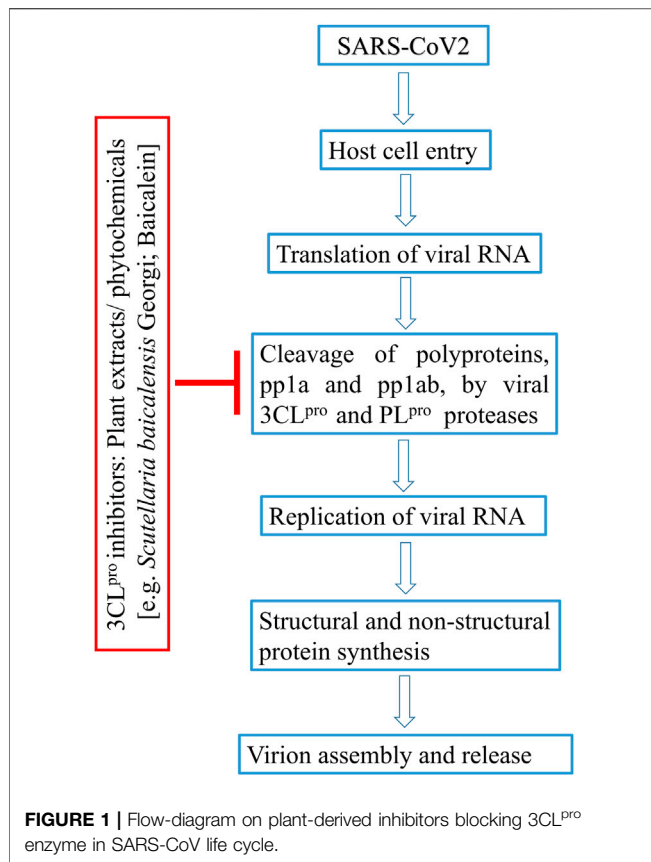 SARS-CoV2
Host cell entry
Translation of viral RNA
3CLᵖʳᵒ inhibitors: Plant extracts/ phytochemicals
[e.g. Scutellaria baicalensis Georgi; Baicalein]
Cleavage of polyproteins,
pp1a and pp1ab, by viral
3CLᵖʳᵒ and PLᵖʳᵒ proteases
Replication of viral RNA
Structural and non-structural
protein synthesis
Virion assembly and release
FIGURE 1 | Flow-diagram on plant-derived inhibitors blocking 3CLᵖʳᵒ
enzyme in SARS-CoV life cycle.